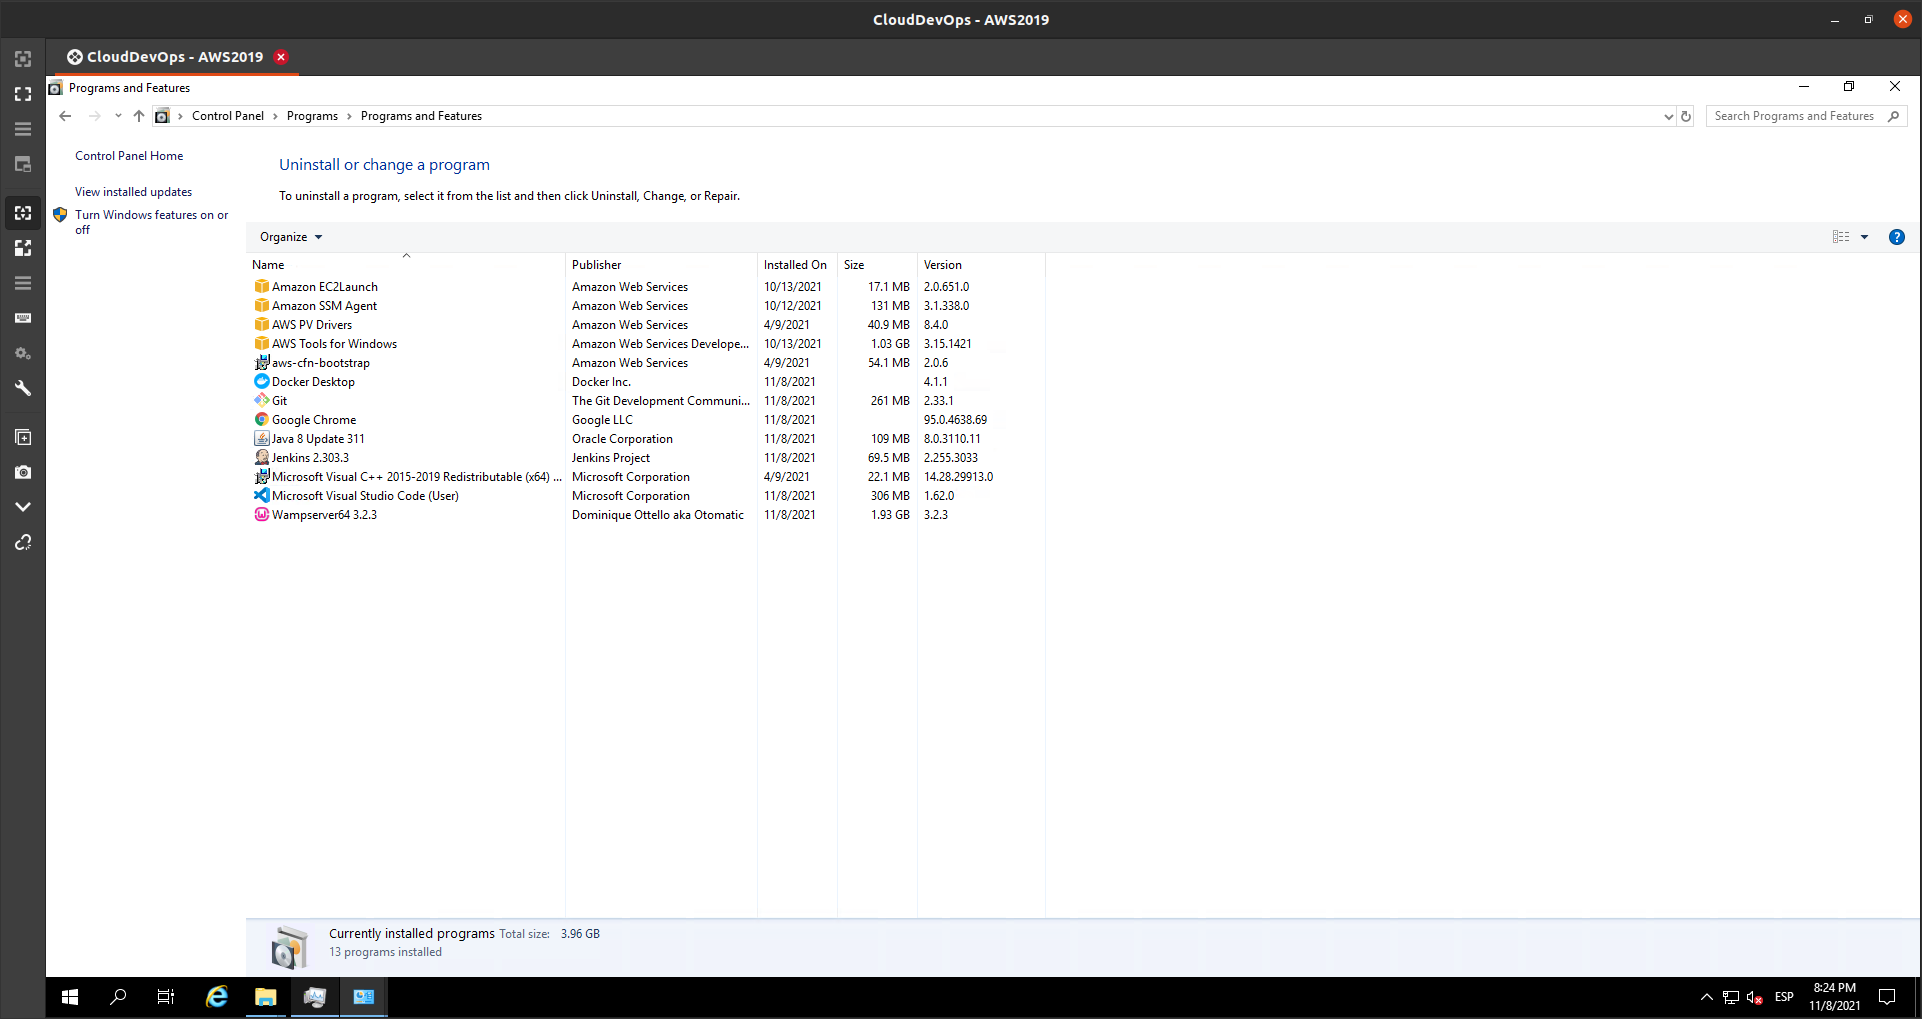 CloudDevOps - AWS2019
CloudDevOps - AWS2019
Programs and Features
Control Panel > Programs > Programs and Features
Search Programs and Features
Control Panel Home
View installed updates
Turn Windows features on or
off
Uninstall or change a program
To uninstall a program, select it from the list and then click Uninstall, Change, or Repair.
Organize
Name Publisher Installed On Size Version
Amazon EC2Launch Amazon Web Services 10/13/2021 17.1 MB 2.0.651.0
Amazon SSM Agent Amazon Web Services 10/12/2021 131 MB 3.1.338.0
AWS PV Drivers Amazon Web Services 4/9/2021 40.9 MB 8.4.0
AWS Tools for Windows Amazon Web Services Develope... 10/13/2021 1.03 GB 3.15.1421
aws-cfn-bootstrap Amazon Web Services 4/9/2021 54.1 MB 2.0.6
Docker Desktop Docker Inc. 11/8/2021 4.1.1
Git The Git Development Communi... 11/8/2021 261 MB 2.33.1
Google Chrome Google LLC 11/8/2021 95.0.4638.69
Java 8 Update 311 Oracle Corporation 11/8/2021 109 MB 8.0.3110.11
Jenkins 2.303.3 Jenkins Project 11/8/2021 69.5 MB 2.255.3033
Microsoft Visual C++ 2015-2019 Redistributable (x64) ... Microsoft Corporation 4/9/2021 22.1 MB 14.28.29913.0
Microsoft Visual Studio Code (User) Microsoft Corporation 11/8/2021 306 MB 1.62.0
Wampserver64 3.2.3 Dominique Ottello aka Otomatic 11/8/2021 1.93 GB 3.2.3
Currently installed programs Total size: 3.96 GB
13 programs installed
ESP
8:24 PM
11/8/2021